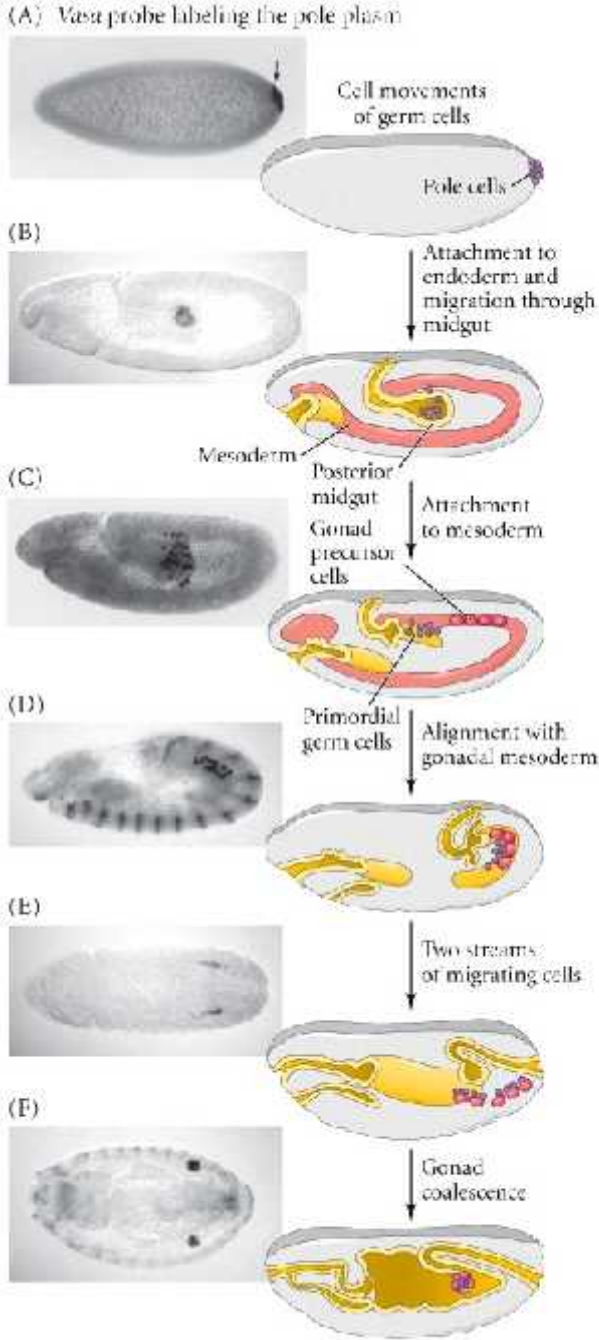 (A) Vasa probe labeling the pole plasm
Cell movements
of germ cells
Pole cells
(B)
Attachment to
endoderm and
migration through
midgut
Mesoderm
Posterior
midgut
(C)
Attachment
to mesoderm
Gonad
precursor
cells
(D)
Primordial
germ cells
Alignment with
gonadal mesoderm
(E)
Two streams
of migrating cells
(F)
Gonad
coalescence